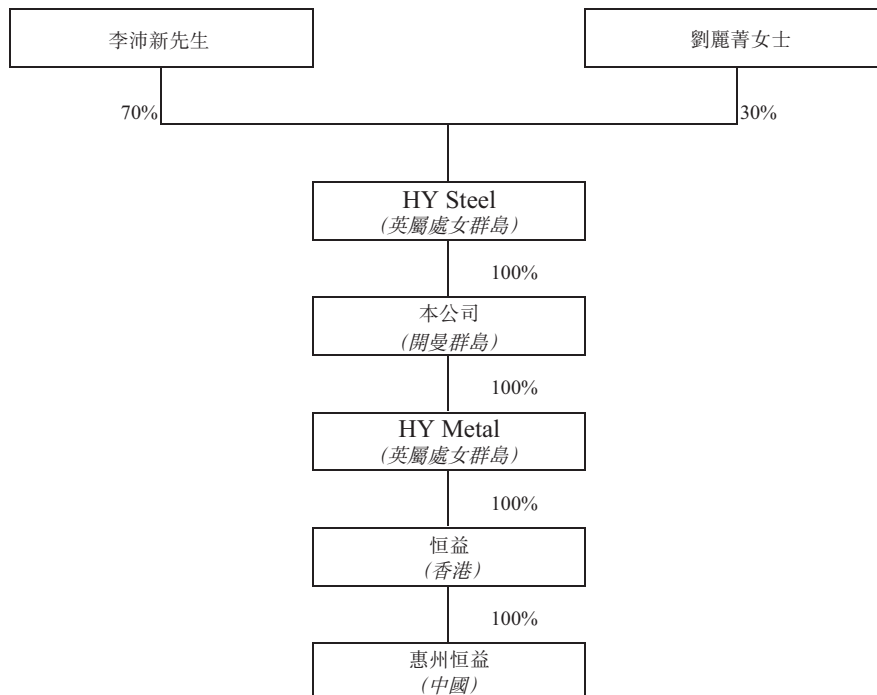 李沛新先生
劉麗菁女士
70%
30%
HY Steel
(英屬處女群島)
100%
本公司
(開曼群島)
100%
HY Metal
(英屬處女群島)
100%
恒益
(香港)
100%
惠州恒益
(中國)